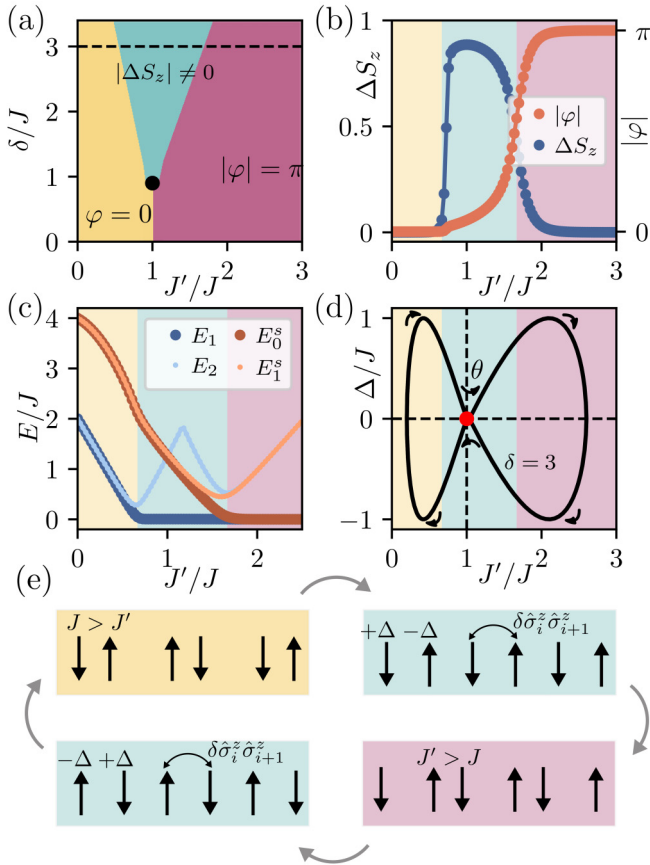 (a)
3
2
1
0
δ/J
|ΔS_z| ≠ 0
|φ| = π
φ = 0
0 1 2 3
J′/J
(b)
1
0.5
0
ΔS_z
|φ|
ΔS_z
π
0
|φ|
0 1 2 3
J′/J
(c)
4
3
2
1
0
E/J
E_1 E_0^s
E_2 E_1^s
0 1 2
J′/J
(d)
1
0
−1
Δ/J
θ
δ = 3
0 1 2 3
J′/J
(e)
J > J′
+Δ −Δ δσ̂_i^z σ̂_{i+1}^z
−Δ +Δ δσ̂_i^z σ̂_{i+1}^z
J′ > J